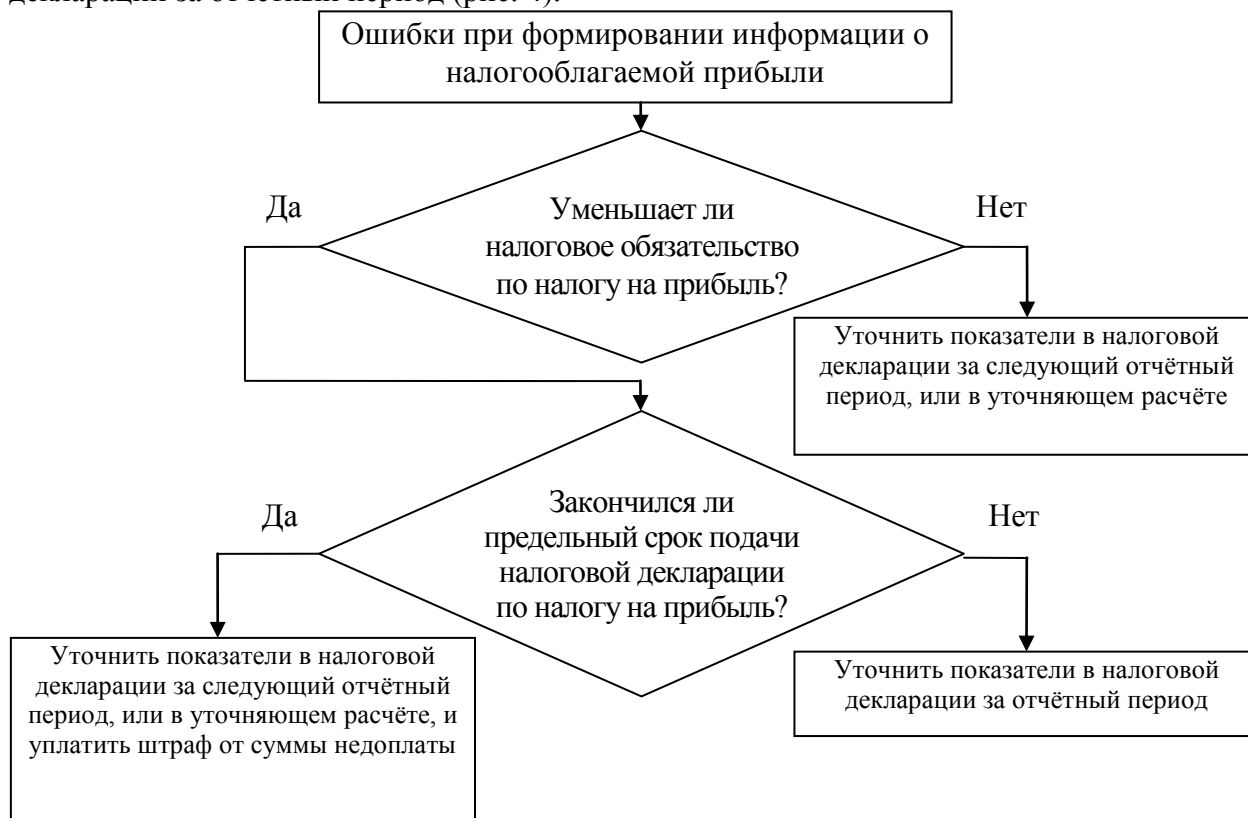 декларации за отчётный период (рис. 4).
Ошибки при формировании информации о
налогооблагаемой прибыли
Да
Уменьшает ли
налоговое обязательство
по налогу на прибыль?
Нет
Уточнить показатели в налоговой
декларации за следующий отчётный
период, или в уточняющем расчёте
Да
Закончился ли
предельный срок подачи
налоговой декларации
по налогу на прибыль?
Нет
Уточнить показатели в налоговой
декларации за следующий отчётный
период, или в уточняющем расчёте, и
уплатить штраф от суммы недоплаты
Уточнить показатели в налоговой
декларации за отчётный период